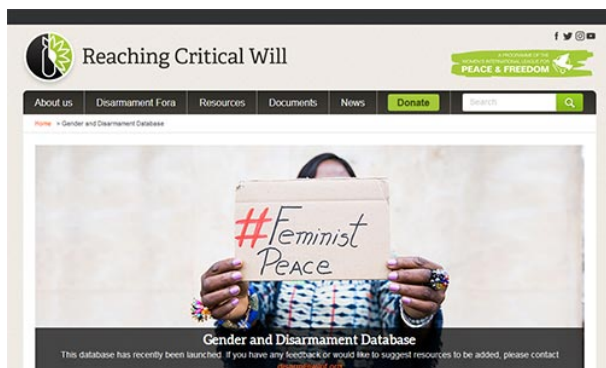 Reaching Critical Will
A PROGRAMME OF THE
WOMEN'S INTERNATIONAL LEAGUE FOR
PEACE & FREEDOM
About us Disarmament Fora Resources Documents News Donate Search
Home > Gender and Disarmament Database
#Feminist
PEACE
Gender and Disarmament Database
This database has recently been launched. If you have any feedback or would like to suggest resources to be added, please contact